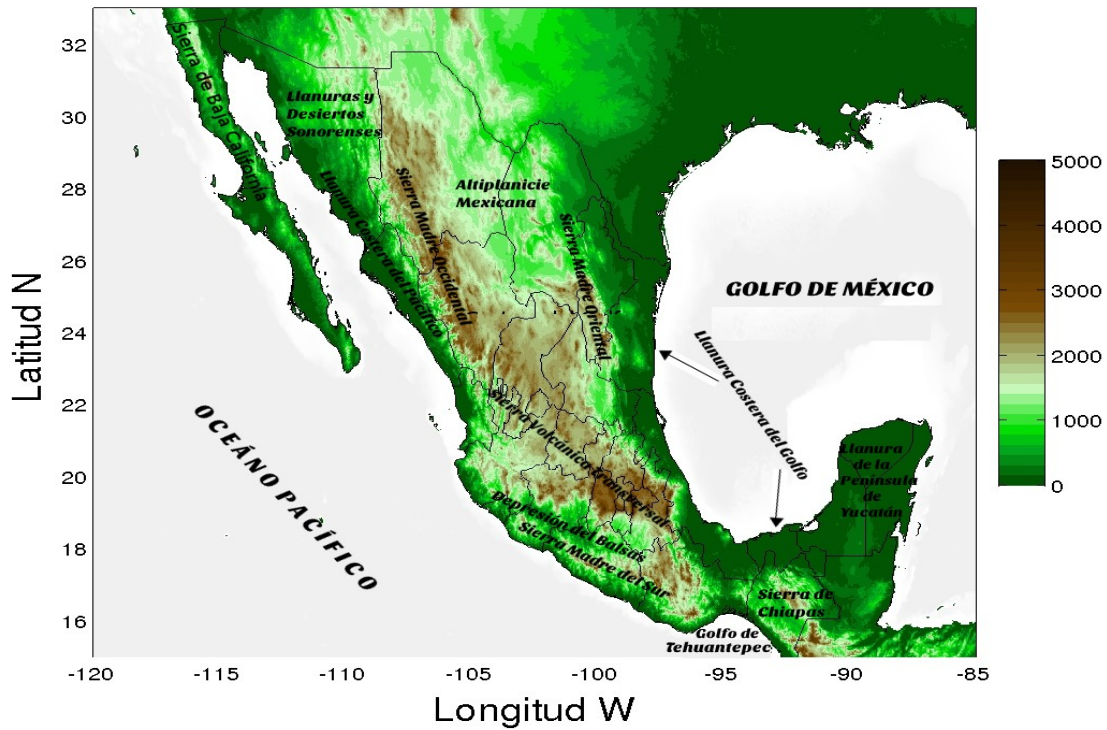 32
30
28
26
24
22
20
18
16
Latitud N
-120
-115
-110
-105
-100
-95
-90
-85
Longitud W
5000
4000
3000
2000
1000
0
Sierra de Baja California
Llanuras y
Desiertos
Sonorenses
Llanura Costera del Pacífico
Sierra Madre Occidental
Altiplanicie
Mexicana
Sierra Madre Oriental
GOLFO DE MÉXICO
Llanura Costera del Golfo
Sierra Volcánica Transversal
Llanura
de la
Península
de
Yucatán
OCEÁNO PACÍFICO
Depresión del Balsas
Sierra Madre del Sur
Sierra de
Chiapas
Golfo de
Tehuantepec